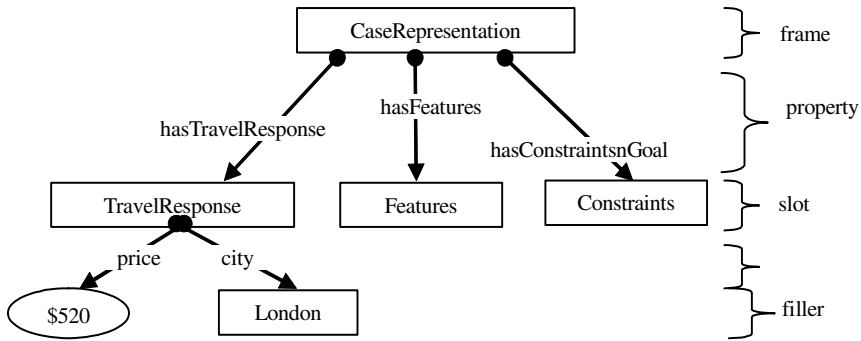 CaseRepresentation
frame
hasTravelResponse
hasFeatures
hasConstraintsnGoal
property
TravelResponse
Features
Constraints
slot
price
city
$520
London
filler